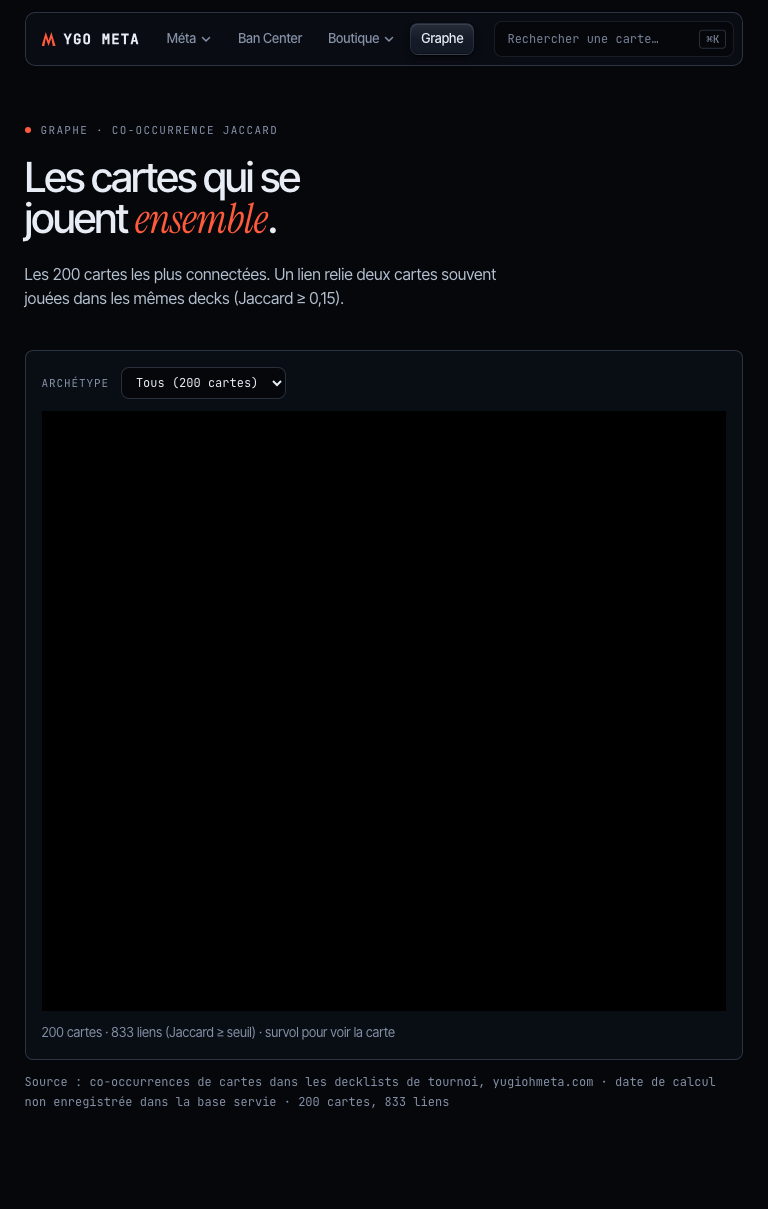 YGO META Méta Ban Center Boutique Graphe Rechercher une carte… ⌘K
GRAPHE · CO-OCCURRENCE JACCARD
Les cartes qui se
jouent ensemble.
Les 200 cartes les plus connectées. Un lien relie deux cartes souvent
jouées dans les mêmes decks (Jaccard ≥ 0,15).
ARCHÉTYPE Tous (200 cartes)
200 cartes · 833 liens (Jaccard ≥ seuil) · survol pour voir la carte
Source : co-occurrences de cartes dans les decklists de tournoi, yugiohmeta.com · date de calcul
non enregistrée dans la base servie · 200 cartes, 833 liens